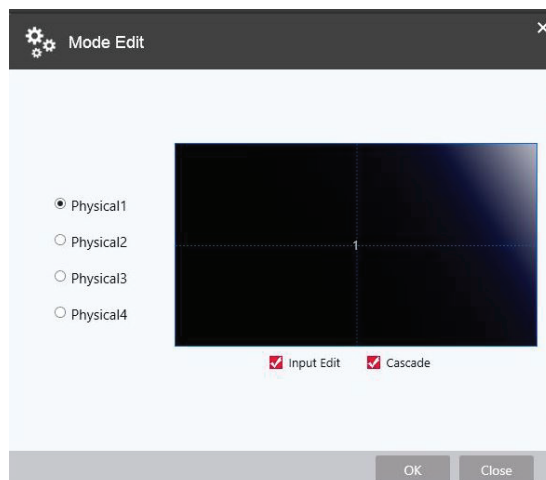 Mode Edit
Physical1
Physical2
1
Physical3
Physical4
Input Edit Cascade
OK Close